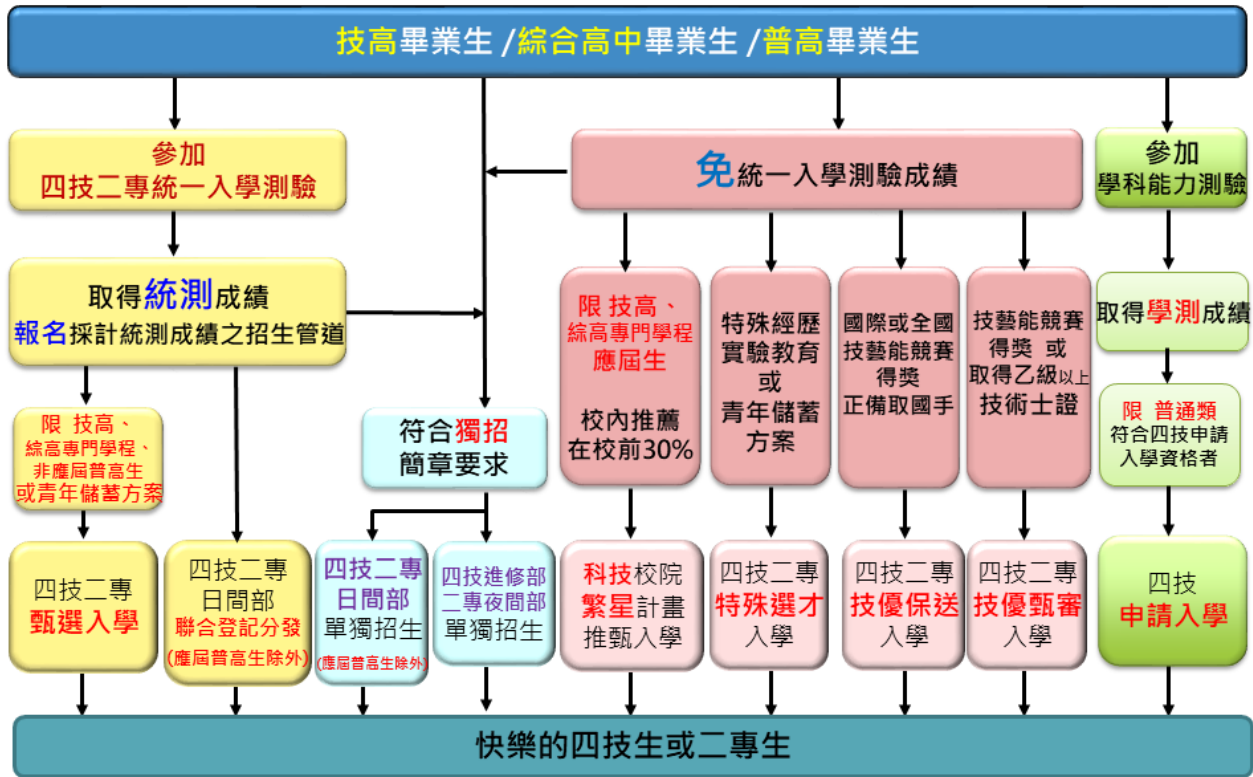 技高畢業生 /綜合高中畢業生 /普高畢業生
參加
四技二專統一入學測驗
免統一入學測驗成績
參加
學科能力測驗
取得統測成績
報名採計統測成績之招生管道
限 技高、
綜高專門學程
應屆生
校內推薦
在校前30%
特殊經歷
實驗教育
或
青年儲蓄
方案
國際或全國
技藝能競賽
得獎
正備取國手
技藝能競賽
得獎 或
取得乙級以上
技術士證
取得學測成績
限 技高、
綜高專門學程、
非應屆普高生
或青年儲蓄方案
符合獨招
簡章要求
限 普通類
符合四技申請
入學資格者
四技二專
甄選入學
四技二專
日間部
聯合登記分發
(應屆普高生除外)
四技二專
日間部
單獨招生
(應屆普高生除外)
四技進修部
二專夜間部
單獨招生
科技校院
繁星計畫
推甄入學
四技二專
特殊選才
入學
四技二專
技優保送
入學
四技二專
技優甄審
入學
四技
申請入學
快樂的四技生或二專生